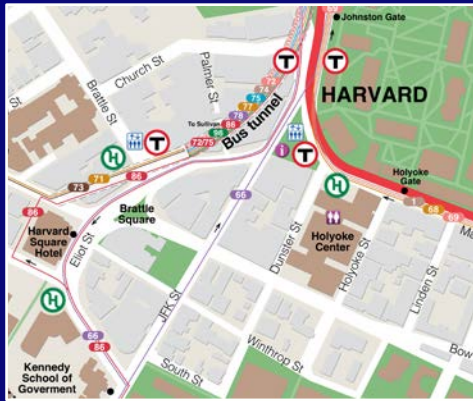 69
Johnston Gate
Church St
Brattle St
Palmer St
T
T
72
74
75
77
78
86
96
72/75
To Sullivan
Bus tunnel
HARVARD
H
T
i
T
H
Holyoke
Gate
73
71
86
66
1
68
69
86
Brattle
Square
Harvard
Square
Hotel
Eliot St
Holyoke
Center
Dunster St
Holyoke St
Linden St
H
JFK St
66
86
Winthrop St
South St
Bow
Kennedy
School of
Goverment